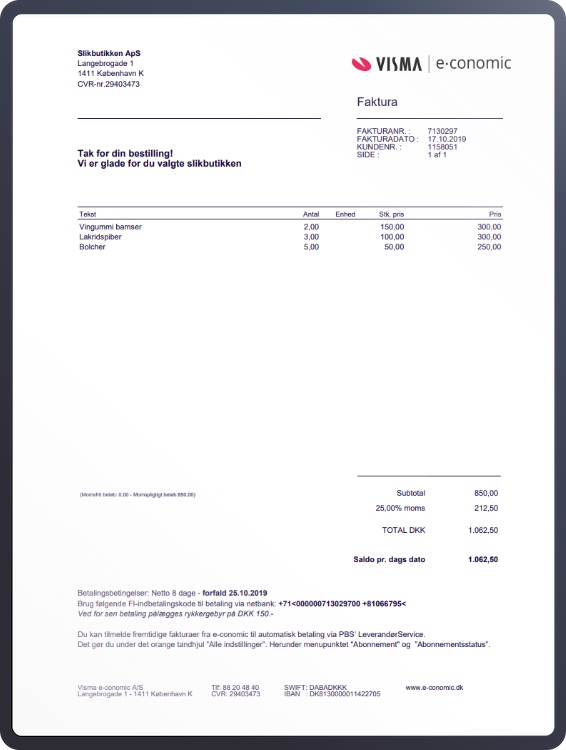 Slikbutikken ApS
Langebrogade 1
1411 København K
CVR-nr.29403473
VISMA e·conomic
Faktura
FAKTURANR. : 7130297
FAKTURADATO : 17.10.2019
KUNDENR. : 1158051
SIDE : 1 af 1
Tak for din bestilling!
Vi er glade for du valgte slikbutikken
Tekst Antal Enhed Stk. pris Pris
Vingummi bamser 2,00 150,00 300,00
Lakridspiber 3,00 100,00 300,00
Bolcher 5,00 50,00 250,00
(Momsfrit beløb: 0,00 - Momspligtigt beløb:850,00)
Subtotal 850,00
25,00% moms 212,50
TOTAL DKK 1.062,50
Saldo pr. dags dato 1.062,50
Betalingsbetingelser: Netto 8 dage - forfald 25.10.2019
Brug følgende FI-indbetalingskode til betaling via netbank: +71<000000713029700 +81066795<
Ved for sen betaling pålægges rykkergebyr på DKK 150.-
Du kan tilmelde fremtidige fakturaer fra e-conomic til automatisk betaling via PBS' LeverandørService.
Det gør du under det orange tandhjul "Alle indstillinger". Herunder menupunktet "Abonnement" og "Abonnementsstatus".
Visma e-conomic A/S Tlf: 88 20 48 40 SWIFT: DABADKKK www.e-conomic.dk
Langebrogade 1 - 1411 København K CVR: 29403473 IBAN : DK8130000011422705